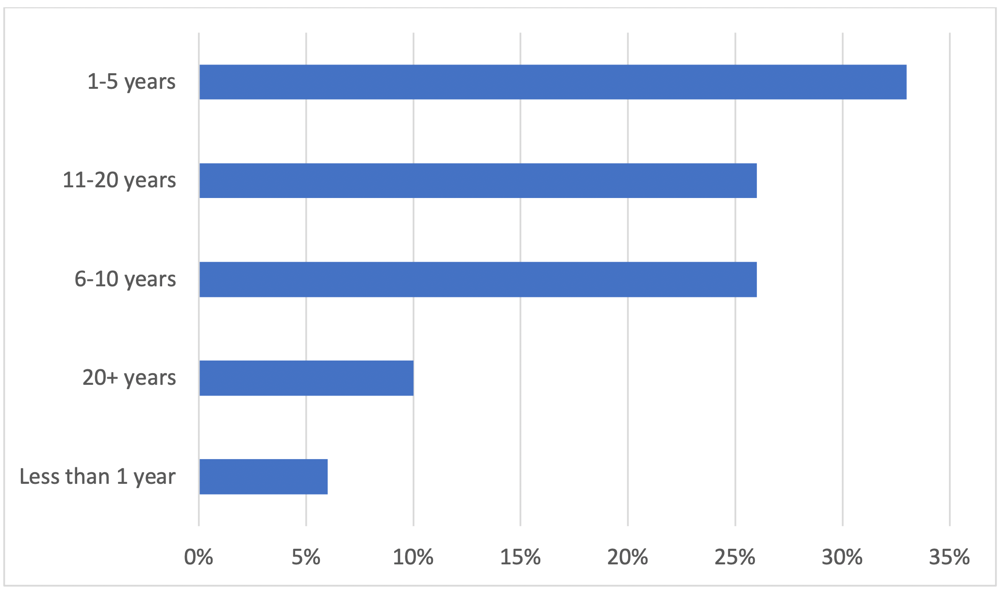 1-5 years
11-20 years
6-10 years
20+ years
Less than 1 year
0% 5% 10% 15% 20% 25% 30% 35%